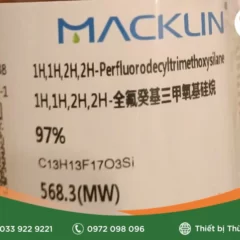 MACKLIN
1H,1H,2H,2H-Perfluorodecyltrimethoxysilane
1H,1H,2H,2H-全氟癸基三甲氧基硅烷
97%
C13H13F17O3Si
568.3(MW)
033 922 9221
0972 098 096
Thiết bị Th